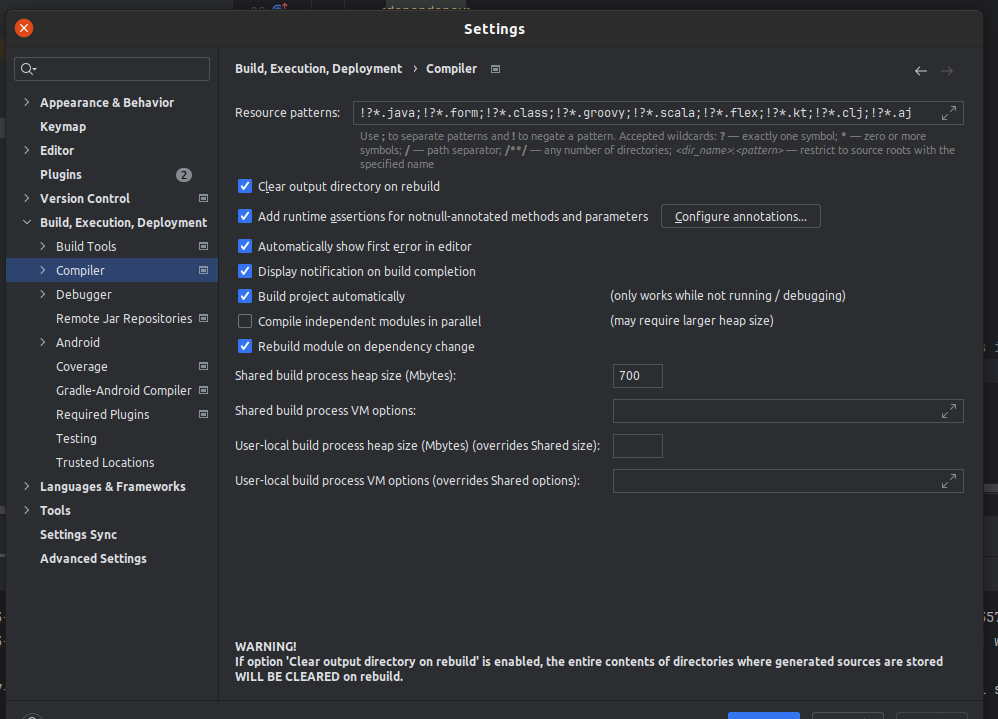 <dependency>
Settings
Build, Execution, Deployment › Compiler
Appearance & Behavior
Keymap
Editor
Plugins 2
Version Control
Build, Execution, Deployment
Build Tools
Compiler
Debugger
Remote Jar Repositories
Android
Coverage
Gradle-Android Compiler
Required Plugins
Testing
Trusted Locations
Languages & Frameworks
Tools
Settings Sync
Advanced Settings
Resource patterns: !?*.java;!?*.form;!?*.class;!?*.groovy;!?*.scala;!?*.flex;!?*.kt;!?*.clj;!?*.aj
Use ; to separate patterns and ! to negate a pattern. Accepted wildcards: ? — exactly one symbol; * — zero or more
symbols; / — path separator; /**/ — any number of directories; <dir_name>:<pattern> — restrict to source roots with the
specified name
Clear output directory on rebuild
Add runtime assertions for notnull-annotated methods and parameters Configure annotations...
Automatically show first error in editor
Display notification on build completion
Build project automatically (only works while not running / debugging)
Compile independent modules in parallel (may require larger heap size)
Rebuild module on dependency change
Shared build process heap size (Mbytes): 700
Shared build process VM options:
User-local build process heap size (Mbytes) (overrides Shared size):
User-local build process VM options (overrides Shared options):
WARNING!
If option 'Clear output directory on rebuild' is enabled, the entire contents of directories where generated sources are stored
WILL BE CLEARED on rebuild.